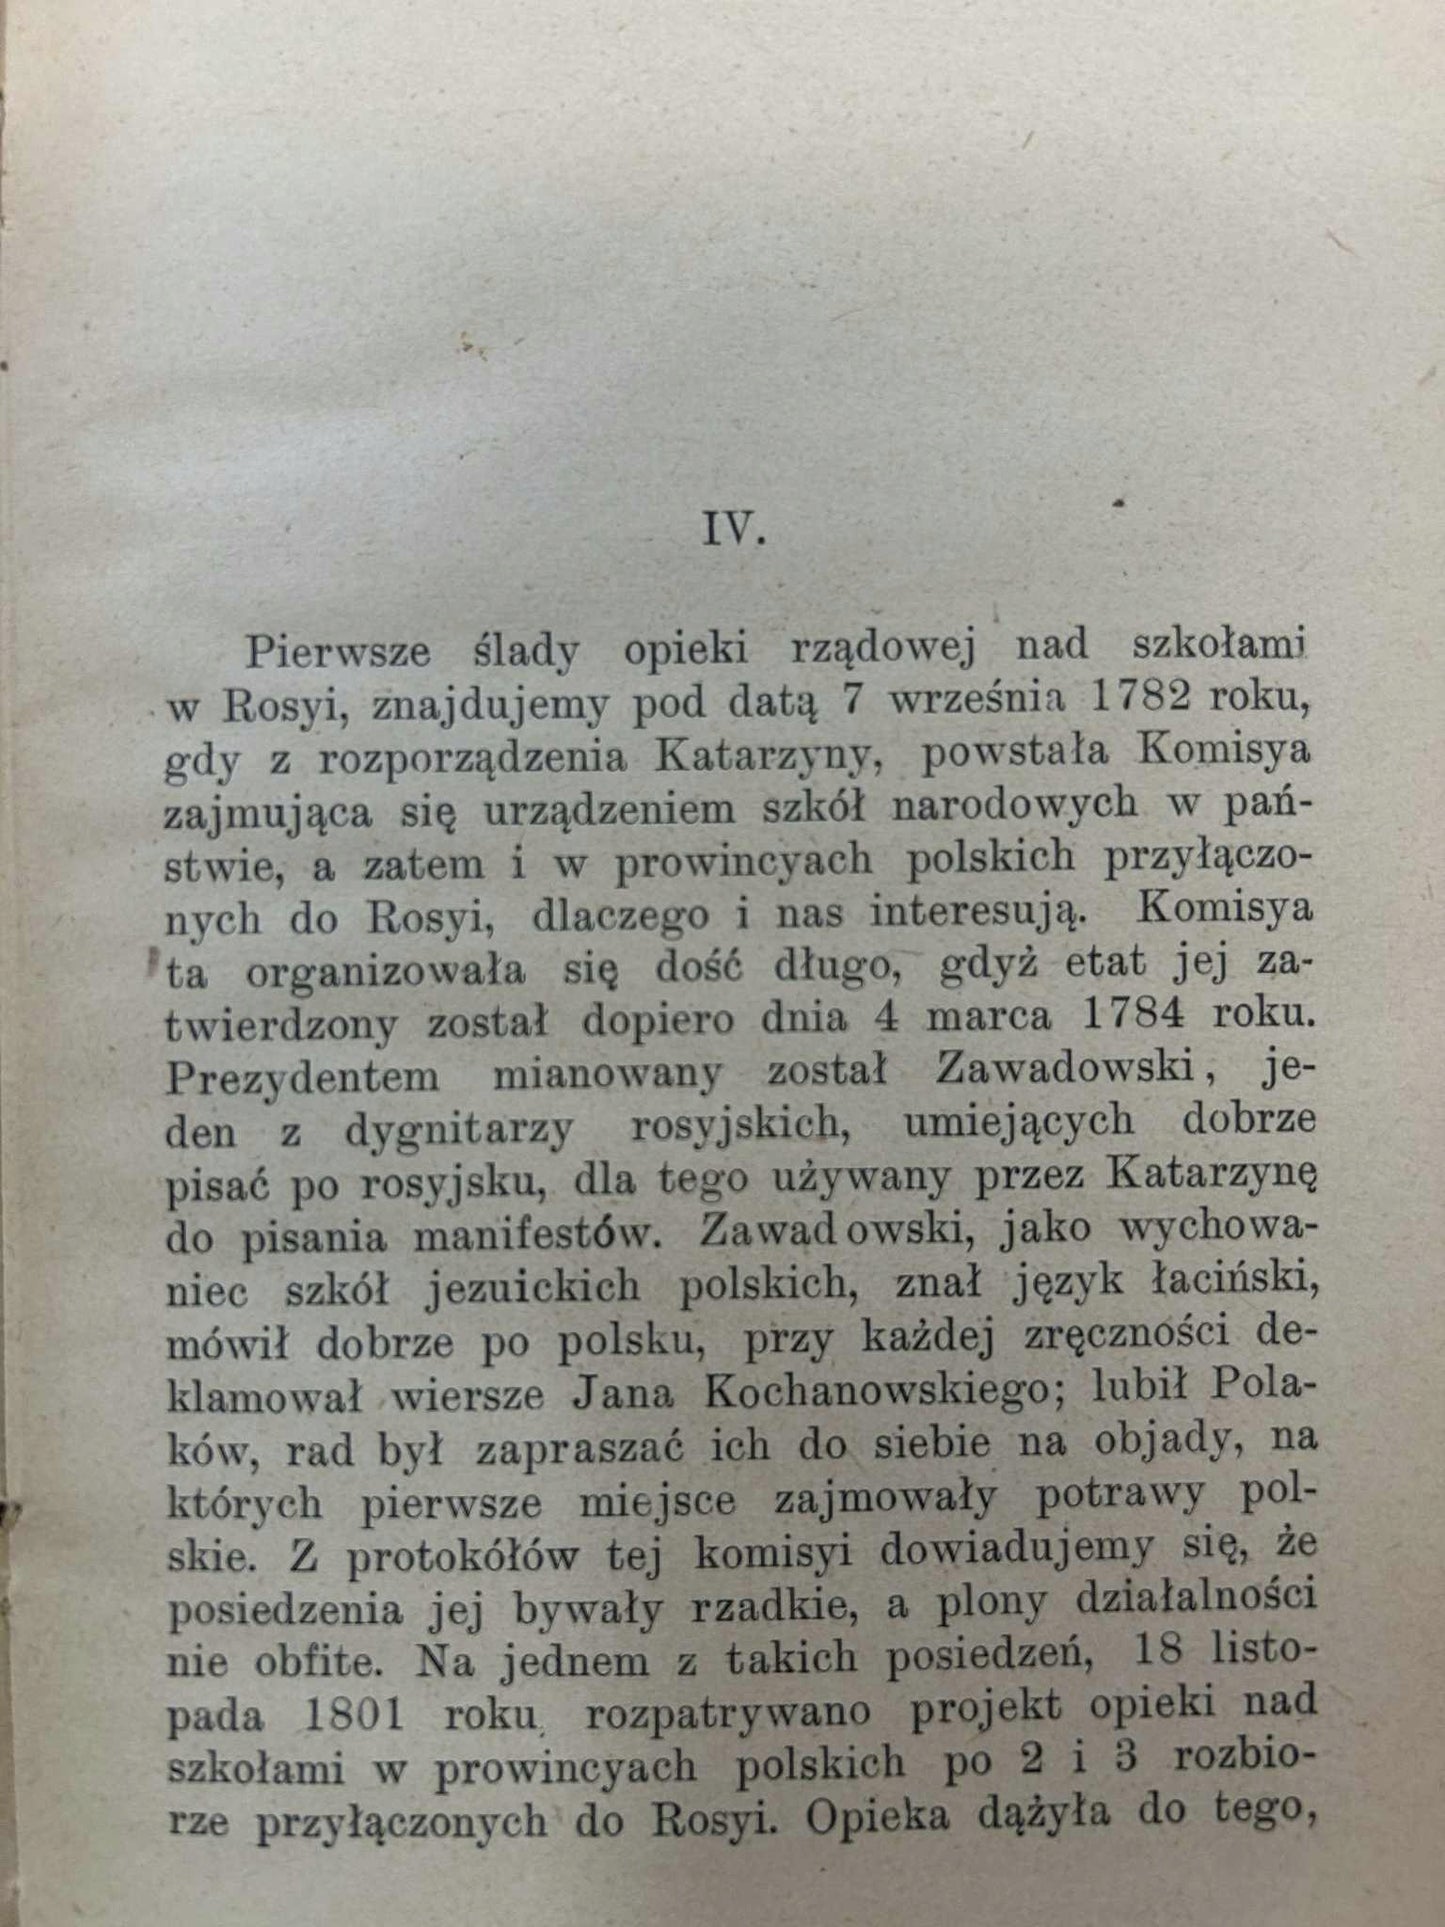 IV.
Pierwsze ślady opieki rządowej nad szkołami
w Rosyi, znajdujemy pod datą 7 września 1782 roku,
gdy z rozporządzenia Katarzyny, powstała Komisya
zajmująca się urządzeniem szkół narodowych w pań-
stwie, a zatem i w prowincyach polskich przyłączo-
nych do Rosyi, dlaczego i nas interesują. Komisya
ta organizowała się dość długo, gdyż etat jej za-
twierdzony został dopiero dnia 4 marca 1784 roku.
Prezydentem mianowany został Zawadowski, je-
den z dygnitarzy rosyjskich, umiejących dobrze
pisać po rosyjsku, dla tego używany przez Katarzynę
do pisania manifestów. Zawadowski, jako wychowa-
niec szkół jezuickich polskich, znał język łaciński,
mówił dobrze po polsku, przy każdej zręczności de-
klamował wiersze Jana Kochanowskiego; lubił Pola-
ków, rad był zapraszać ich do siebie na objady, na
których pierwsze miejsce zajmowały potrawy pol-
skie. Z protokółów tej komisyi dowiadujemy się, że
posiedzenia jej bywały rzadkie, a plony działalności
nie obfite. Na jednem z takich posiedzeń, 18 listo-
pada 1801 roku, rozpatrywano projekt opieki nad
szkołami w prowincyach polskich po 2 i 3 rozbio-
rze przyłączonych do Rosyi. Opieka dążyła do tego,